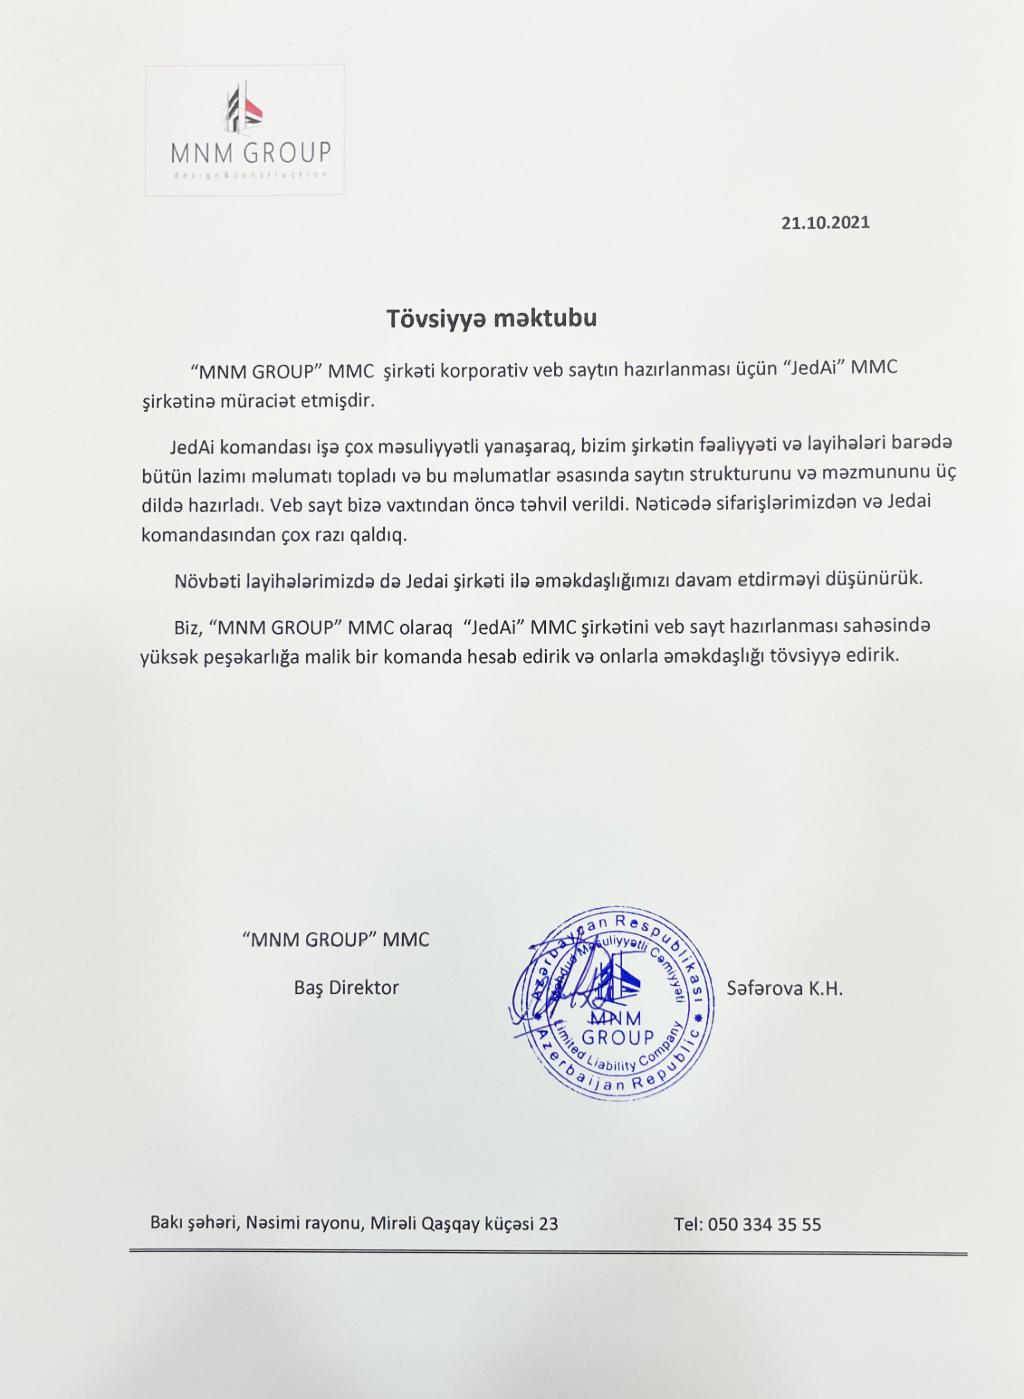 MNM GROUP
design&construction
21.10.2021
Tövsiyyə məktubu
“MNM GROUP” MMC şirkəti korporativ veb saytın hazırlanması üçün “JedAi” MMC
şirkətinə müraciət etmişdir.
JedAi komandası işə çox məsuliyyətli yanaşaraq, bizim şirkətin fəaliyyəti və layihələri barədə
bütün lazımı məlumatı topladı və bu məlumatlar əsasında saytın strukturunu və məzmununu üç
dildə hazırladı. Veb sayt bizə vaxtından öncə təhvil verildi. Nəticədə sifarişlərimizdən və Jedai
komandasından çox razı qaldıq.
Növbəti layihələrimizdə də Jedai şirkəti ilə əməkdaşlığımızı davam etdirməyi düşünürük.
Biz, “MNM GROUP” MMC olaraq “JedAi” MMC şirkətini veb sayt hazırlanması sahəsində
yüksək peşəkarlığa malik bir komanda hesab edirik və onlarla əməkdaşlığı tövsiyyə edirik.
“MNM GROUP” MMC
Baş Direktor
Azərbaycan Respublikası
Məhdud Məsuliyyətli Cəmiyyəti
MNM
GROUP
Limited Liability Company
Azerbaijan Republic
Səfərova K.H.
Bakı şəhəri, Nəsimi rayonu, Mirəli Qaşqay küçəsi 23 Tel: 050 334 35 55